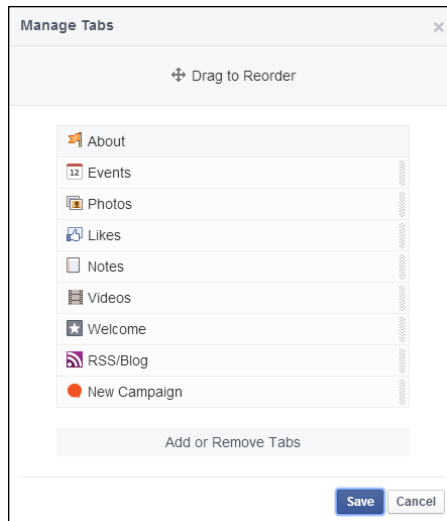 Manage Tabs
Drag to Reorder
About
12 Events
Photos
Likes
Notes
Videos
Welcome
RSS/Blog
New Campaign
Add or Remove Tabs
Save Cancel